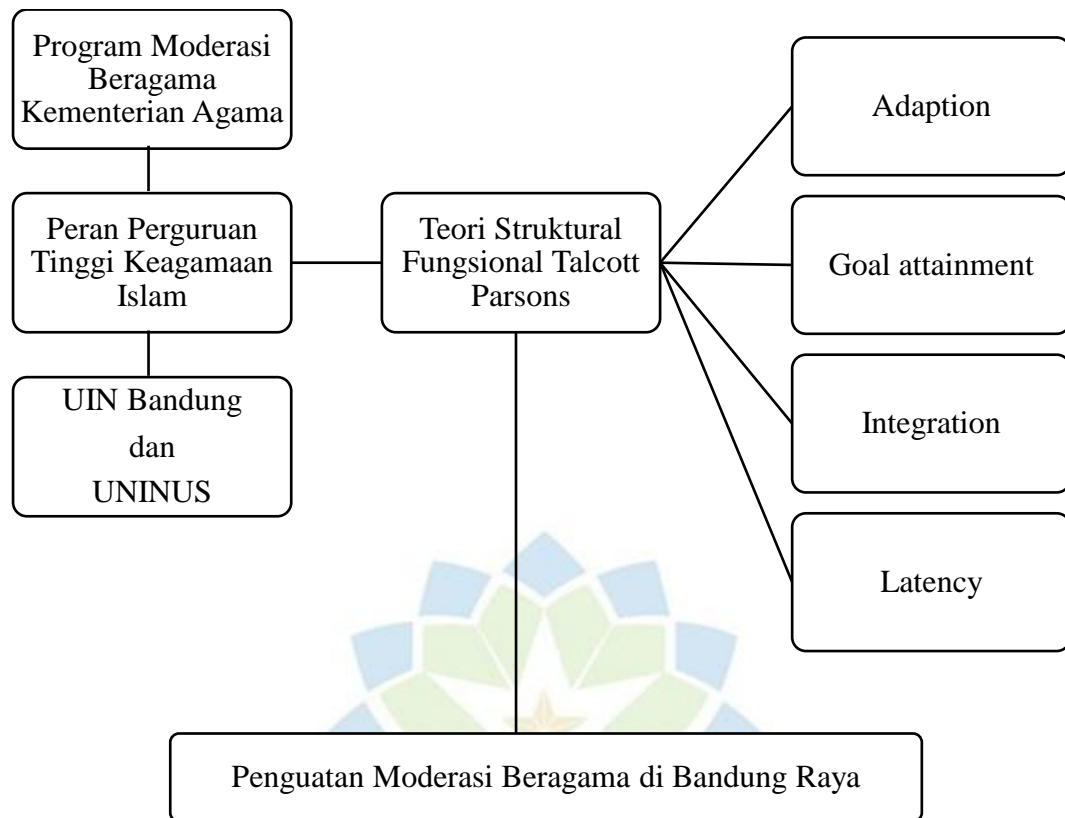 Program Moderasi
Beragama
Kementerian Agama
Peran Perguruan
Tinggi Keagamaan
Islam
UIN Bandung
dan
UNINUS
Teori Struktural
Fungsional Talcott
Parsons
Adaption
Goal attainment
Integration
Latency
Penguatan Moderasi Beragama di Bandung Raya